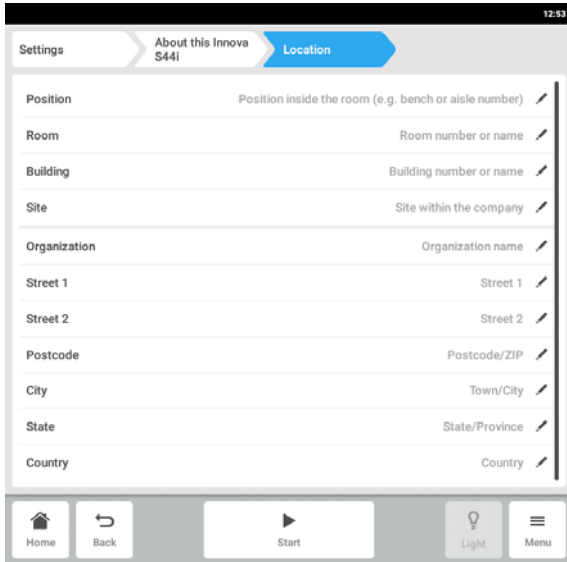 12:53
Settings
About this Innova
S44i
Location
Position Position inside the room (e.g. bench or aisle number)
Room Room number or name
Building Building number or name
Site Site within the company
Organization Organization name
Street 1 Street 1
Street 2 Street 2
Postcode Postcode/ZIP
City Town/City
State State/Province
Country Country
Home Back Start Light Menu